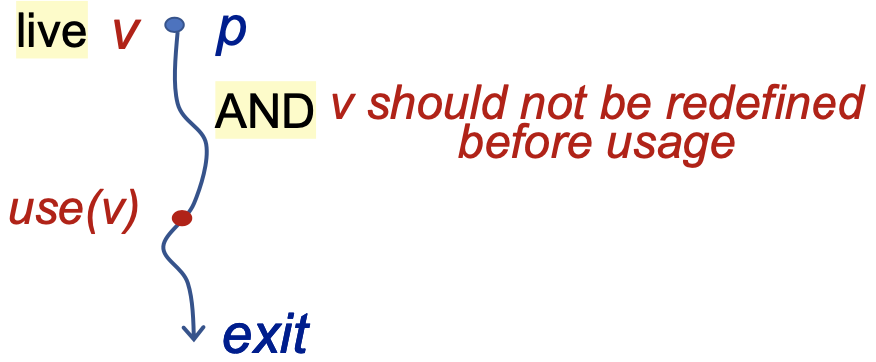 live v p
AND v should not be redefined
before usage
use(v)
exit